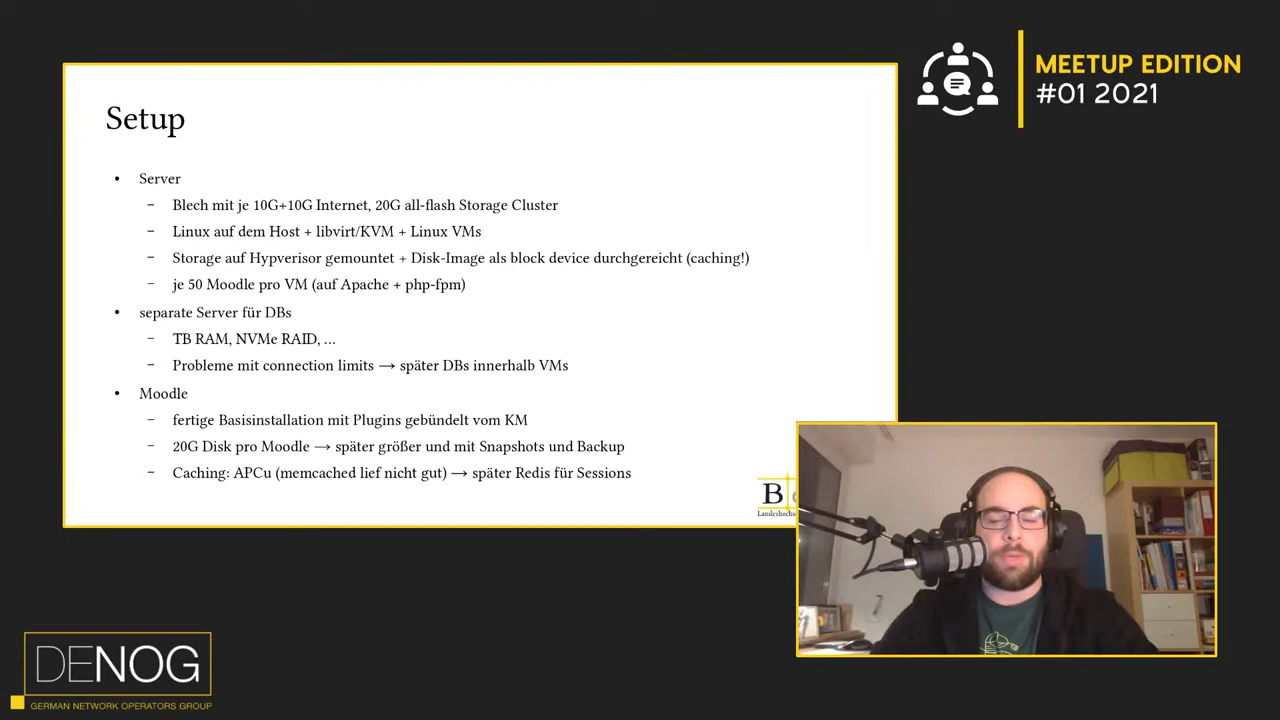 MEETUP EDITION
#01 2021
Setup
• Server
– Blech mit je 10G+10G Internet, 20G all-flash Storage Cluster
– Linux auf dem Host + libvirt/KVM + Linux VMs
– Storage auf Hypverisor gemountet + Disk-Image als block device durchgereicht (caching!)
– je 50 Moodle pro VM (auf Apache + php-fpm)
• separate Server für DBs
– TB RAM, NVMe RAID, …
– Probleme mit connection limits → später DBs innerhalb VMs
• Moodle
– fertige Basisinstallation mit Plugins gebündelt vom KM
– 20G Disk pro Moodle → später größer und mit Snapshots und Backup
– Caching: APCu (memcached lief nicht gut) → später Redis für Sessions
B
DENOG
GERMAN NETWORK OPERATORS GROUP